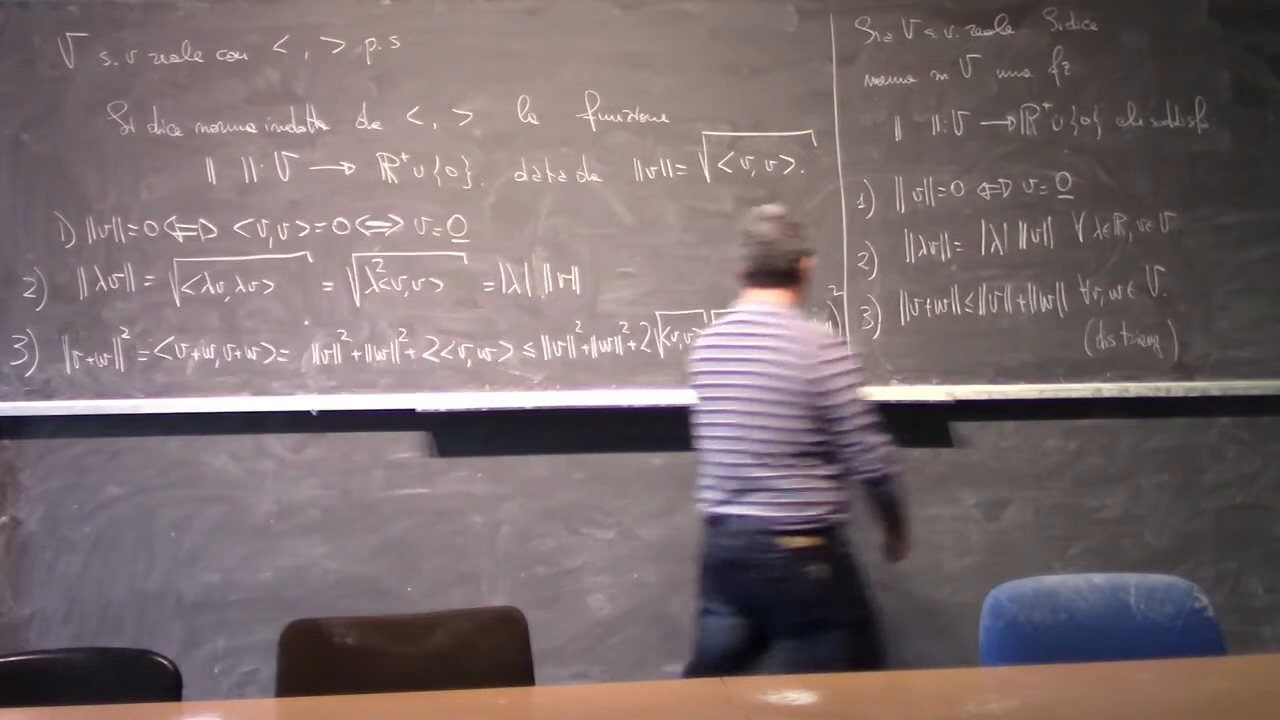 V s.v reale con < , > p.s
Si dice norma indotta da < , > la funzione
|| ||: V → ℝ⁺∪{0}. data da ||v|| = √<v,v>.
1) ||v||=0 ⇔ <v,v>=0 ⇔ v=0
2) ||λv|| = √<λv,λv> = √λ²<v,v> = |λ| ||v||
3) ||v+w||² = <v+w,v+w> = ||v||²+||w||²+2<v,w> ≤ ||v||²+||w||²+2√<v,v>
Sia V s.v. reale Si dice
norma in V una fz
|| ||: V → ℝ⁺∪{0} che soddisfa:
1) ||v||=0 ⇔ v=0
2) ||λv|| = |λ| ||v|| ∀ λ∈ℝ, v∈V
3) ||v+w|| ≤ ||v||+||w|| ∀v,w∈V.
(dis triang)